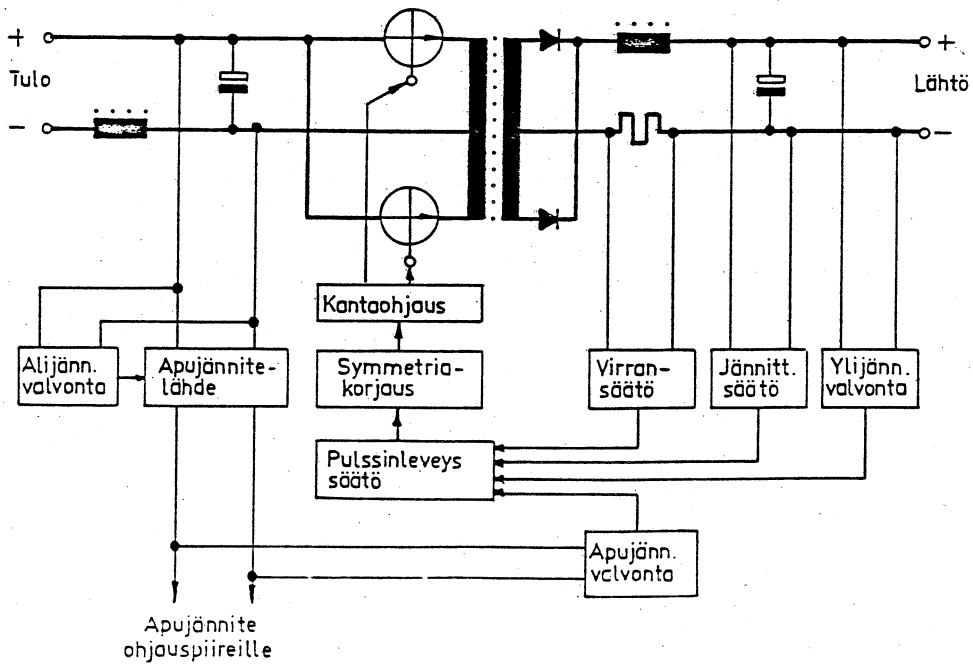 +
Tulo
-
+
Lähtö
-
Kantaohjaus
Symmetria-
korjaus
Pulssinleveys
säätö
Alijänn.
valvonta
Apujännite-
lähde
Virran-
säätö
Jännitt.
säätö
Ylijänn.
valvonta
Apujänn.
valvonta
Apujännite
ohjauspiireille